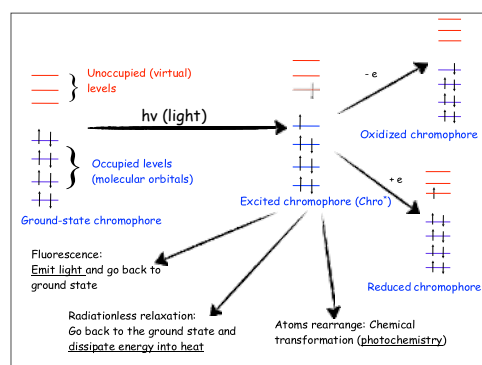 Unoccupied (virtual)
levels
hν (light)
- e
Oxidized chromophore
Occupied levels
(molecular orbitals)
+ e
Ground-state chromophore
Excited chromophore (Chro*)
Reduced chromophore
Fluorescence:
Emit light and go back to
ground state
Radiationless relaxation:
Go back to the ground state and
dissipate energy into heat
Atoms rearrange: Chemical
transformation (photochemistry)